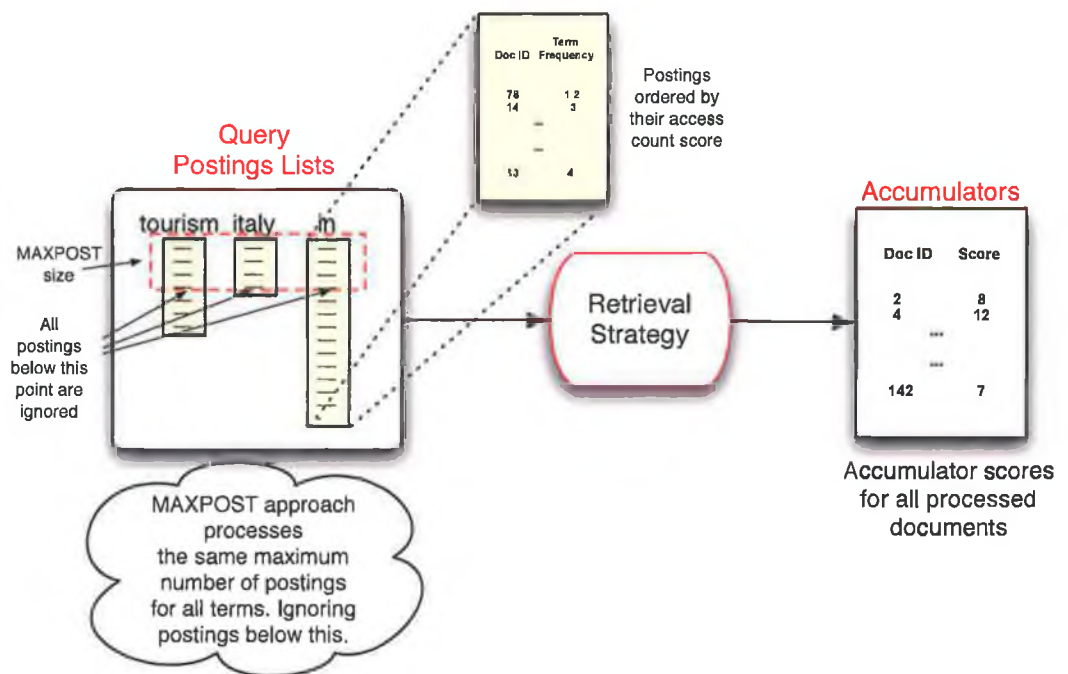 Query
Postings Lists
tourism italy in
MAXPOST
size
All
postings
below this
point are
ignored
Term
Doc ID Frequency
78 12
14 3
...
...
4
Postings
ordered by
their access
count score
Retrieval
Strategy
Accumulators
Doc ID Score
2 8
4 12
...
...
142 7
Accumulator scores
for all processed
documents
MAXPOST approach
processes
the same maximum
number of postings
for all terms. Ignoring
postings below this.